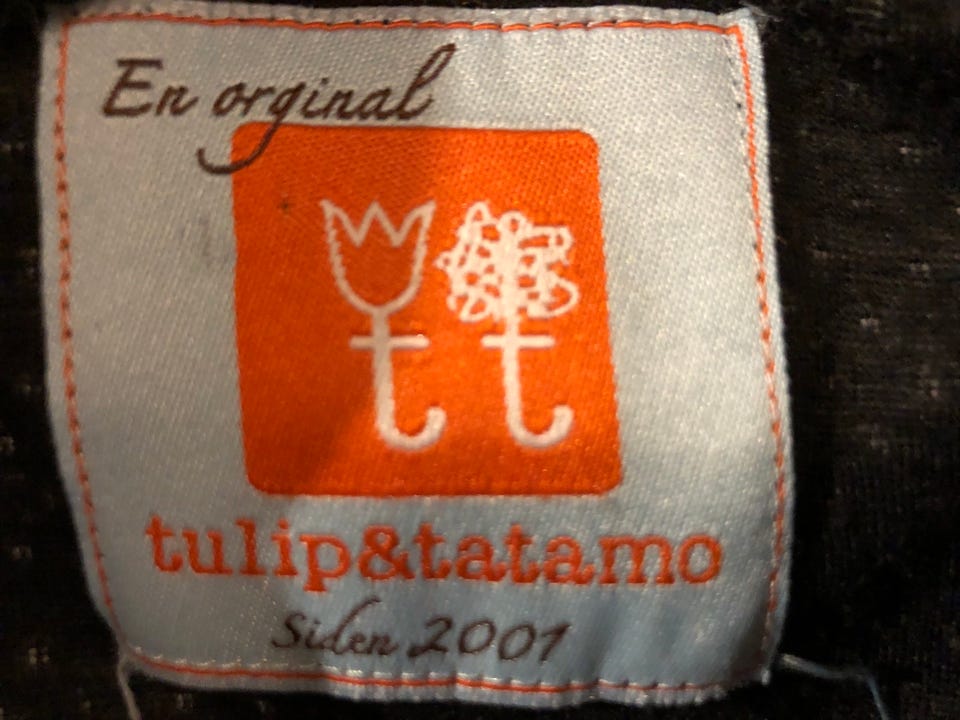 En orginal
tt
tulip&tatamo
Siden 2001